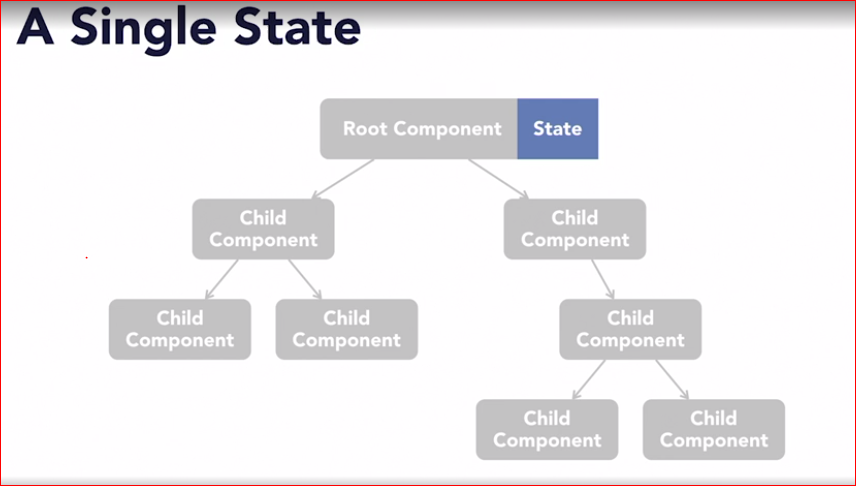 A Single State
Root Component
State
Child
Component
Child
Component
Child
Component
Child
Component
Child
Component
Child
Component
Child
Component